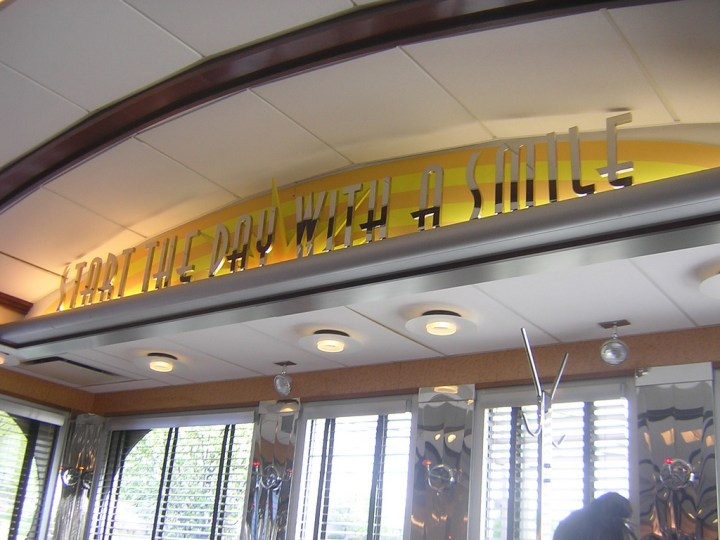 START THE DAY WITH A SMILE